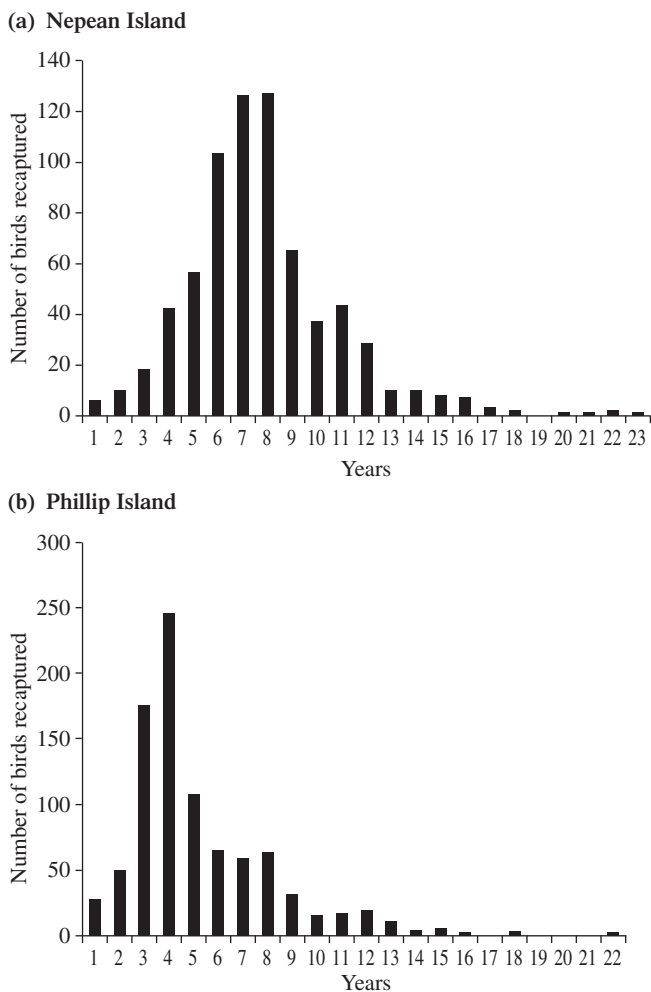 (a) Nepean Island
140
120
100
80
60
40
20
0
Number of birds recaptured
1 2 3 4 5 6 7 8 9 10 11 12 13 14 15 16 17 18 19 20 21 22 23
Years
(b) Phillip Island
300
250
200
150
100
50
0
Number of birds recaptured
1 2 3 4 5 6 7 8 9 10 11 12 13 14 15 16 17 18 19 20 21 22
Years